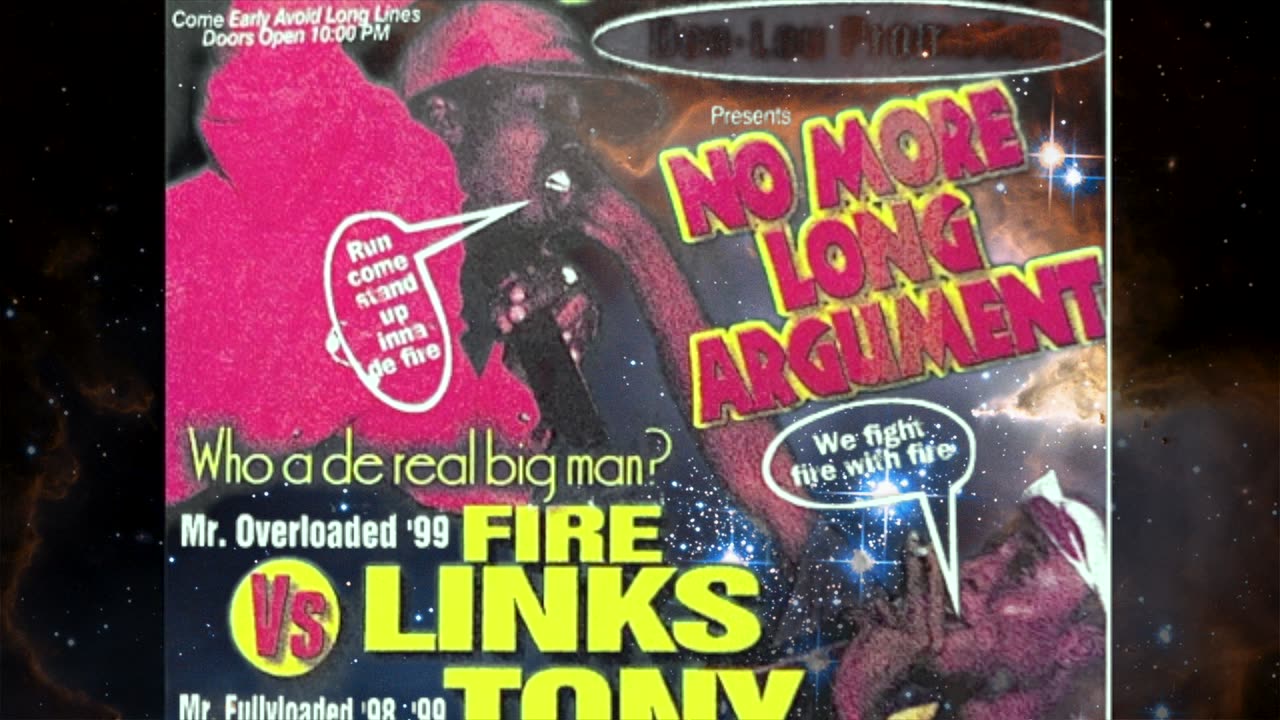 Come Early Avoid Long Lines
Doors Open 10:00 PM
Presents
NO MORE
LONG
ARGUMENT
Run
come
stand
up
inna
de fire
Who a de real big man?
We fight
fire with fire
Mr. Overloaded '99 FIRE
Vs LINKS
Mr. Fullyloaded '98 '99 TONY